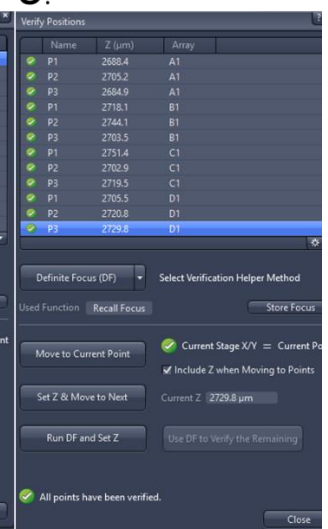 Verify Positions
Name Z (µm) Array
P1 2688.4 A1
P2 2705.2 A1
P3 2684.9 A1
P1 2718.1 B1
P2 2744.1 B1
P3 2703.5 B1
P1 2751.4 C1
P2 2702.9 C1
P3 2719.5 C1
P1 2705.5 D1
P2 2720.8 D1
P3 2729.8 D1
Definite Focus (DF) Select Verification Helper Method
Used Function Recall Focus Store Focus
Move to Current Point Current Stage X/Y = Current Po
Include Z when Moving to Points
Set Z & Move to Next Current Z 2729.8 µm
Run DF and Set Z Use DF to Verify the Remaining
All points have been verified.
Close